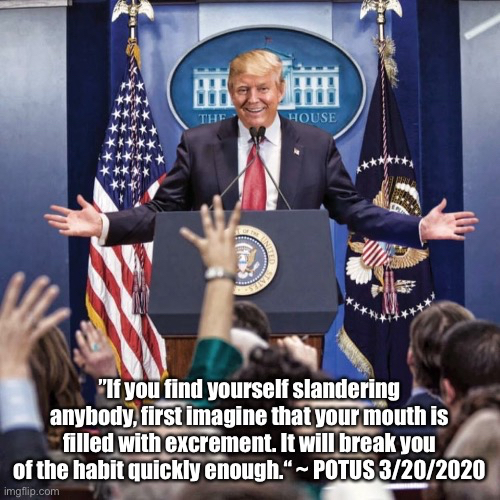 THE WHITE HOUSE
"If you find yourself slandering
anybody, first imagine that your mouth is
filled with excrement. It will break you
of the habit quickly enough.“ ~ POTUS 3/20/2020
imgflip.com